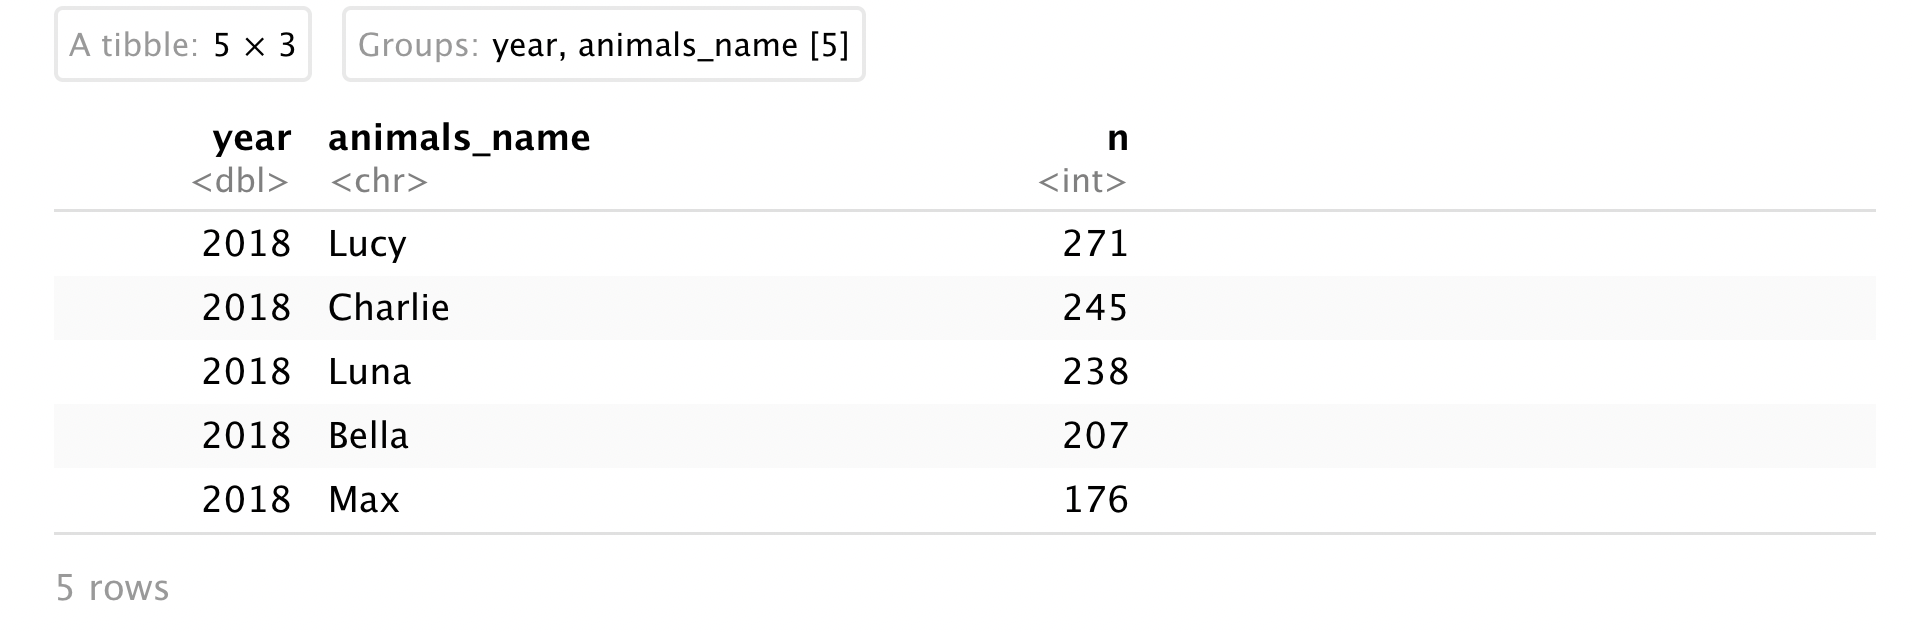 A tibble: 5 × 3 Groups: year, animals_name [5]
year animals_name n
<dbl> <chr> <int>
2018 Lucy 271
2018 Charlie 245
2018 Luna 238
2018 Bella 207
2018 Max 176
5 rows